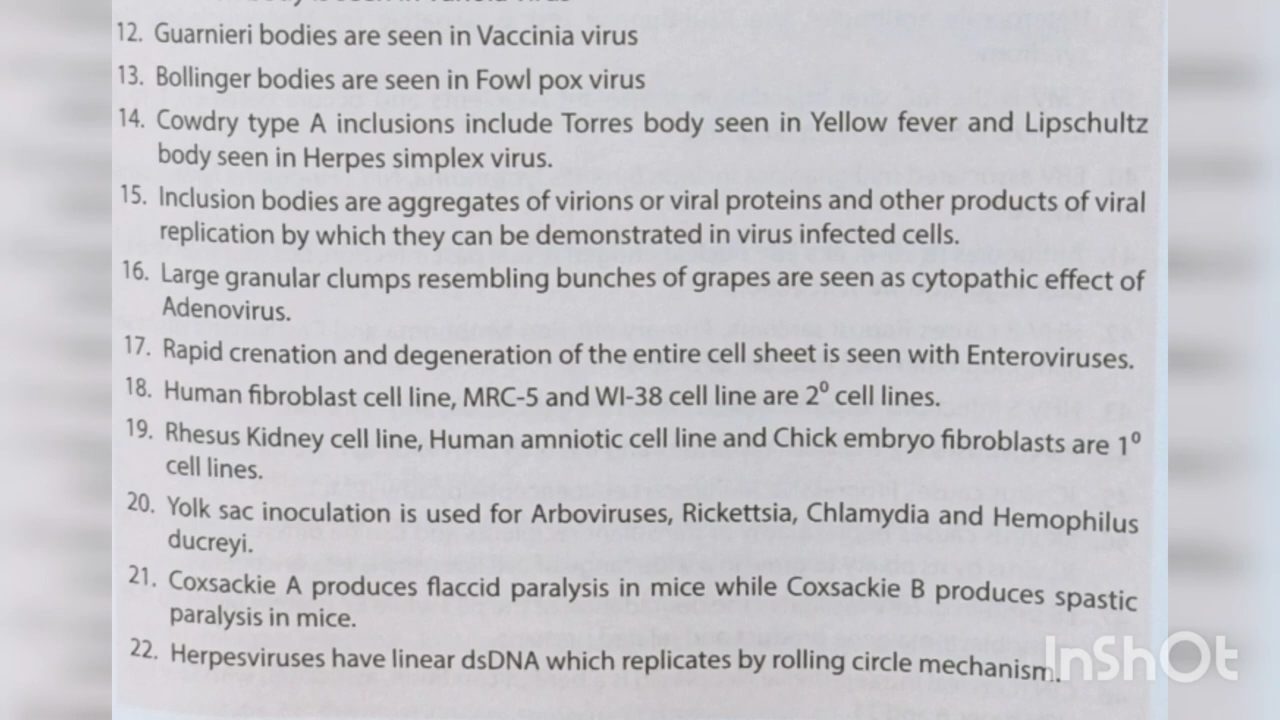 body is seen in Variola virus
12. Guarnieri bodies are seen in Vaccinia virus
13. Bollinger bodies are seen in Fowl pox virus
14. Cowdry type A inclusions include Torres body seen in Yellow fever and Lipschultz
body seen in Herpes simplex virus.
15. Inclusion bodies are aggregates of virions or viral proteins and other products of viral
replication by which they can be demonstrated in virus infected cells.
16. Large granular clumps resembling bunches of grapes are seen as cytopathic effect of
Adenovirus.
17. Rapid crenation and degeneration of the entire cell sheet is seen with Enteroviruses.
18. Human fibroblast cell line, MRC-5 and WI-38 cell line are 2⁰ cell lines.
19. Rhesus Kidney cell line, Human amniotic cell line and Chick embryo fibroblasts are 1⁰
cell lines.
20. Yolk sac inoculation is used for Arboviruses, Rickettsia, Chlamydia and Hemophilus
ducreyi.
21. Coxsackie A produces flaccid paralysis in mice while Coxsackie B produces spastic
paralysis in mice.
22. Herpesviruses have linear dsDNA which replicates by rolling circle mechanism.
InShOt